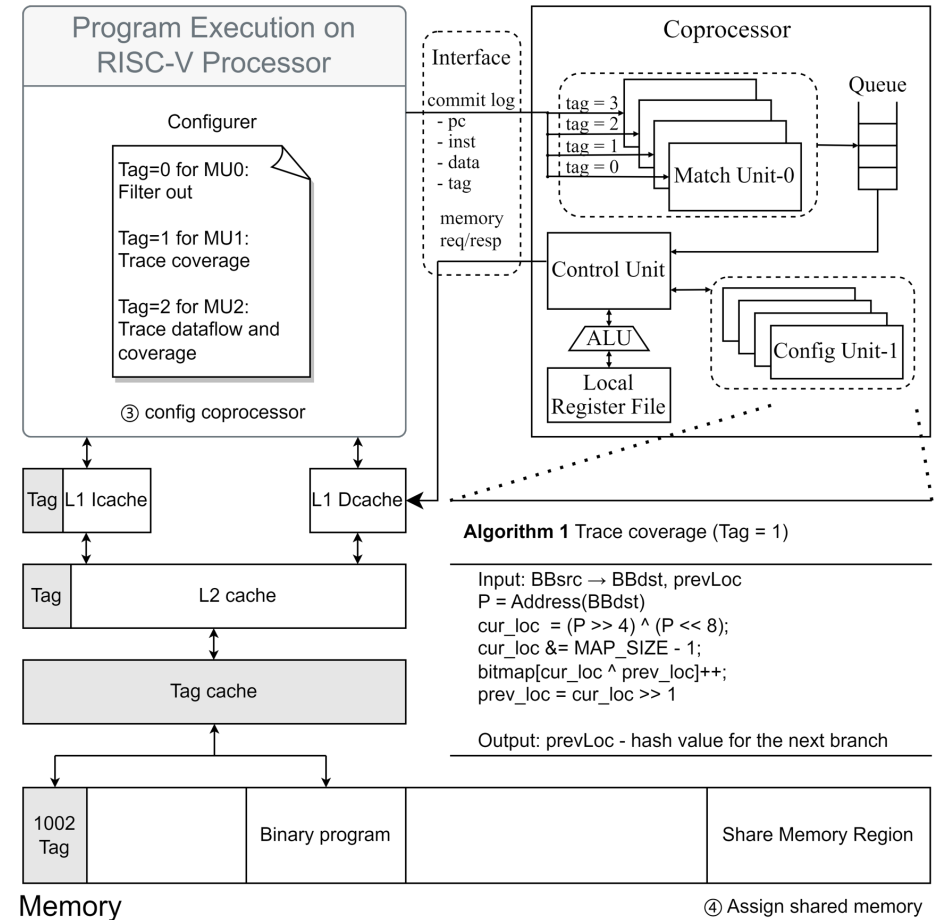 Program Execution on
RISC-V Processor
Configurer
Tag=0 for MU0:
Filter out
Tag=1 for MU1:
Trace coverage
Tag=2 for MU2:
Trace dataflow and
coverage
③ config coprocessor
Interface
commit log
- pc
- inst
- data
- tag
memory
req/resp
Coprocessor
tag = 3
tag = 2
tag = 1
tag = 0
Match Unit-0
Queue
Control Unit
ALU
Local
Register File
Config Unit-1
Tag
L1 Icache
L1 Dcache
Tag
L2 cache
Tag cache
Algorithm 1 Trace coverage (Tag = 1)
Input: BBsrc → BBdst, prevLoc
P = Address(BBdst)
cur_loc = (P >> 4) ^ (P << 8);
cur_loc &= MAP_SIZE - 1;
bitmap[cur_loc ^ prev_loc]++;
prev_loc = cur_loc >> 1
Output: prevLoc - hash value for the next branch
1002
Tag
Binary program
Share Memory Region
Memory
④ Assign shared memory